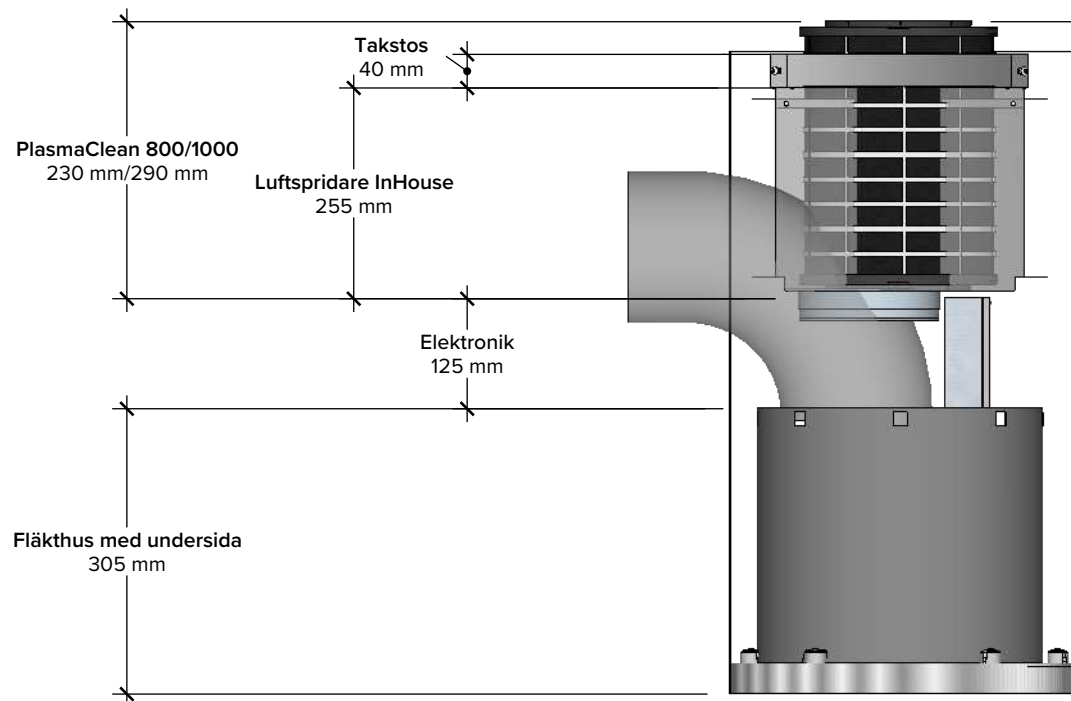 Takstos
40 mm
PlasmaClean 800/1000
230 mm/290 mm
Luftspridare InHouse
255 mm
Elektronik
125 mm
Fläkthus med undersida
305 mm